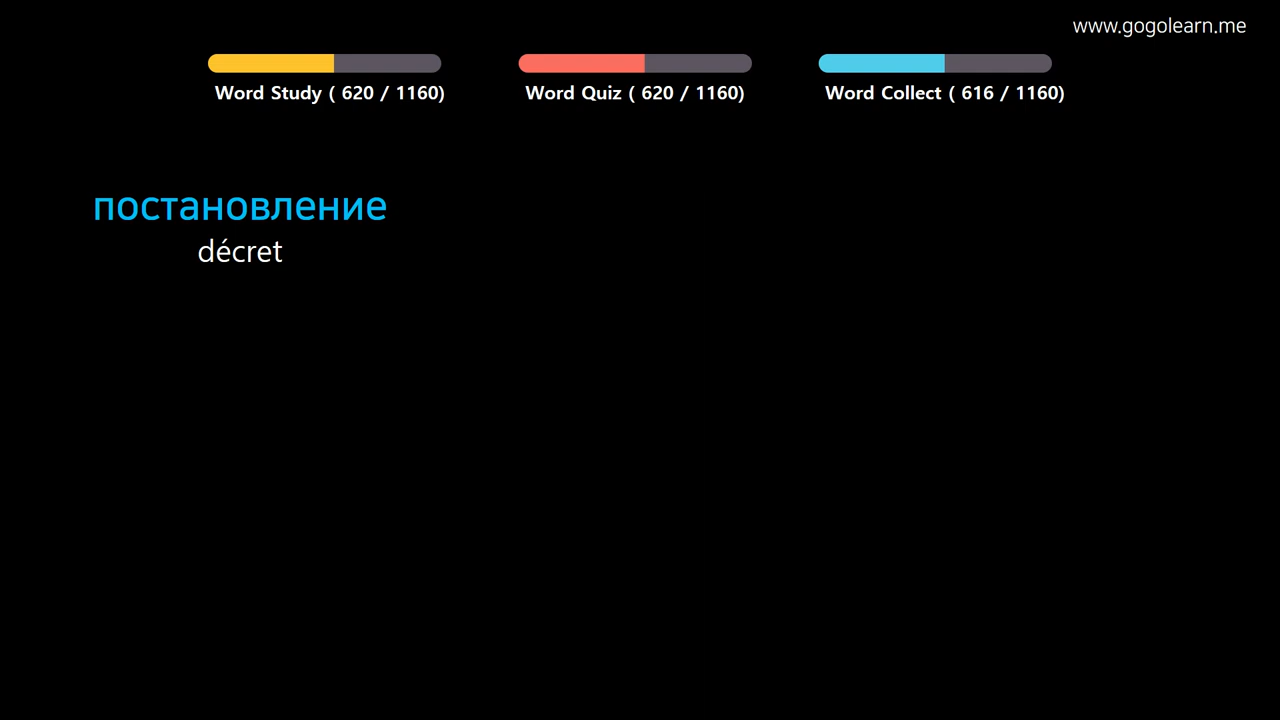 www.gogolearn.me
Word Study ( 620 / 1160)
Word Quiz ( 620 / 1160)
Word Collect ( 616 / 1160)
постановление
décret